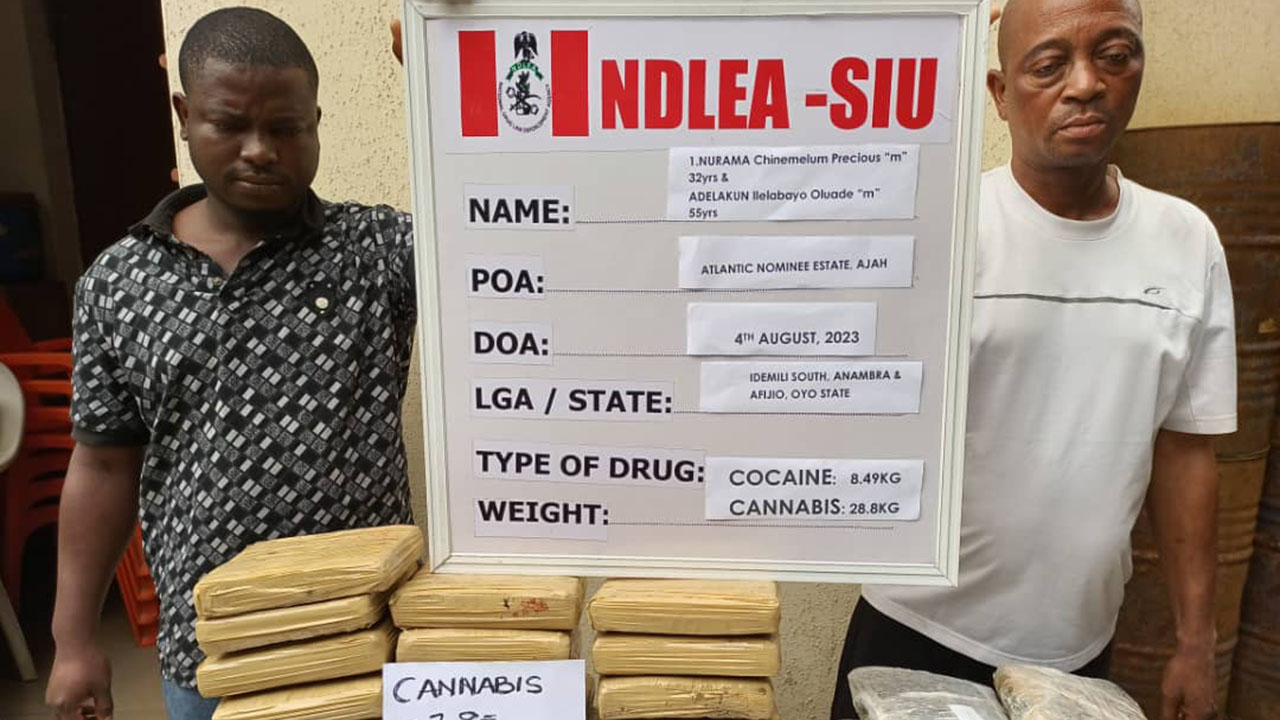 NDLEA
NDLEA -SIU
1.NURAMA Chinemelum Precious "m"
32yrs &
ADELAKUN Ilelabayo Oluade "m"
55yrs
NAME:
POA:
ATLANTIC NOMINEE ESTATE, AJAH
DOA:
4TH AUGUST, 2023
LGA / STATE:
IDEMILI SOUTH, ANAMBRA &
AFIJIO, OYO STATE
TYPE OF DRUG:
COCAINE: 8.49KG
WEIGHT:
CANNABIS: 28.8KG
CANNABIS